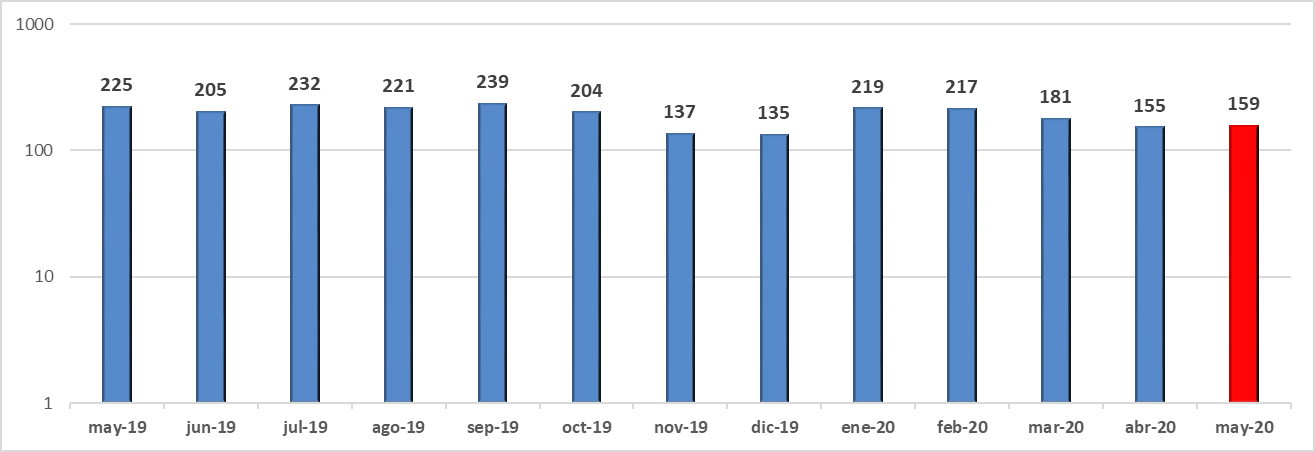 1000
100
10
1
225
205
232
221
239
204
137
135
219
217
181
155
159
may-19
jun-19
jul-19
ago-19
sep-19
oct-19
nov-19
dic-19
ene-20
feb-20
mar-20
abr-20
may-20